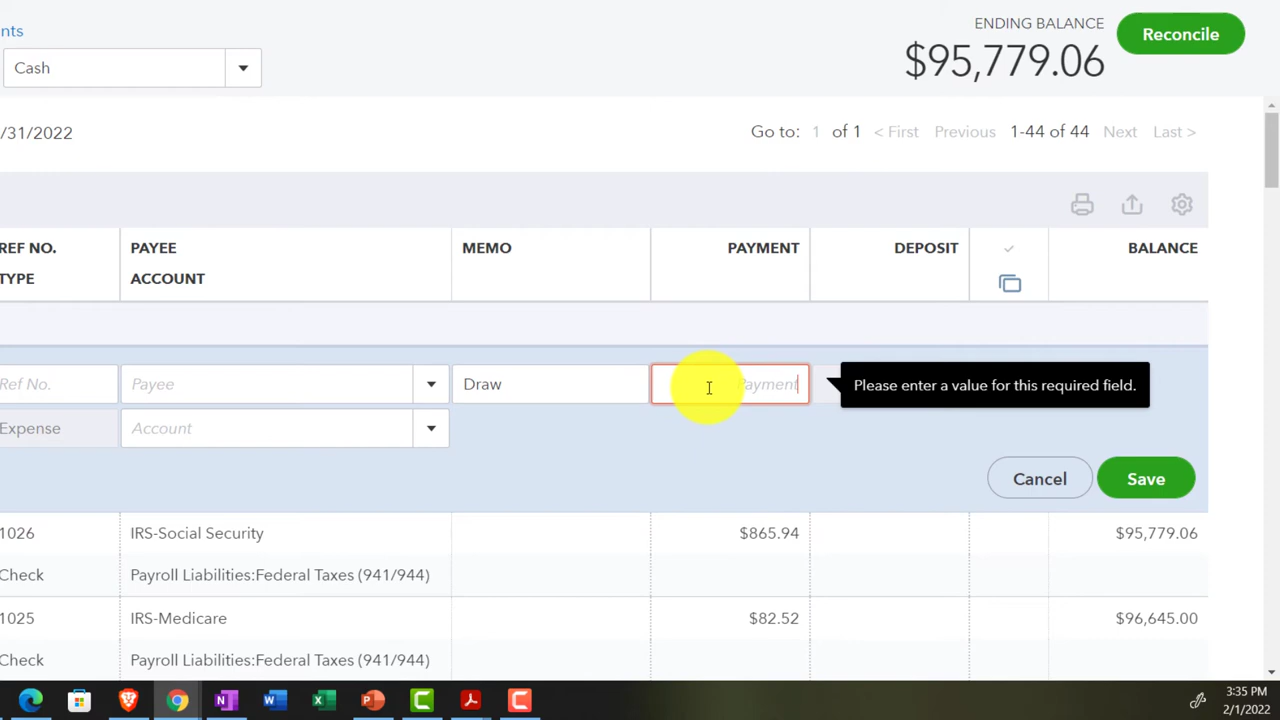 nts
ENDING BALANCE
$95,779.06
Reconcile
Cash
/31/2022
Go to: 1 of 1 < First Previous 1-44 of 44 Next Last >
REF NO. PAYEE MEMO PAYMENT DEPOSIT BALANCE
TYPE ACCOUNT
Ref No. Payee Draw Payment Please enter a value for this required field.
Expense Account
Cancel Save
1026 IRS-Social Security $865.94 $95,779.06
Check Payroll Liabilities:Federal Taxes (941/944)
1025 IRS-Medicare $82.52 $96,645.00
Check Payroll Liabilities:Federal Taxes (941/944)
3:35 PM
2/1/2022